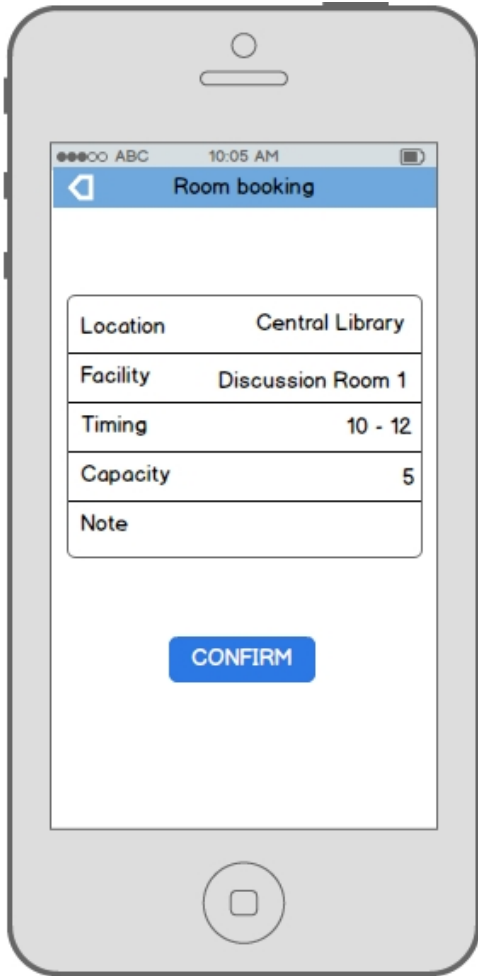 ABC 10:05 AM
Room booking
Location Central Library
Facility Discussion Room 1
Timing 10 - 12
Capacity 5
Note
CONFIRM